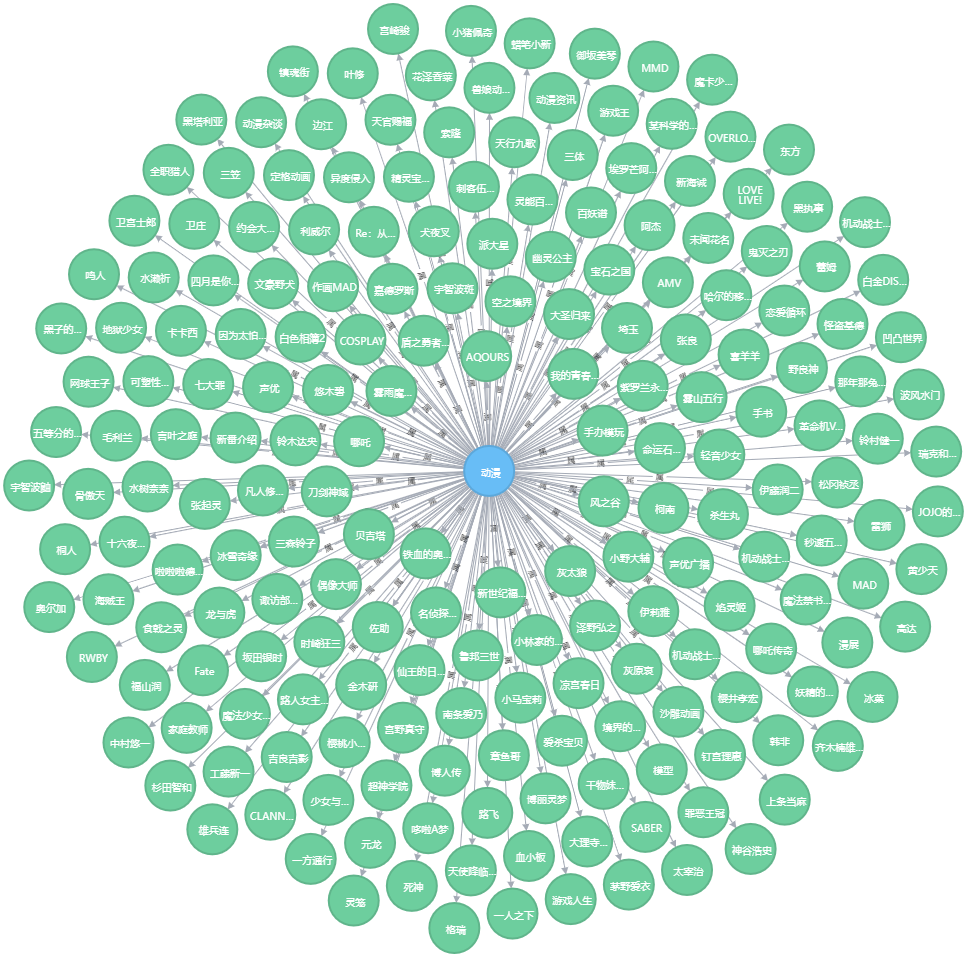 宫崎骏
小猪佩奇
蜡笔小新
御坂美琴
MMD
魔卡少...
镇魂街
叶修
花泽香菜
兽娘动...
动漫资讯
游戏王
某科学的...
OVERLO...
东方
黑塔利亚
动漫杂谈
边江
天官赐福
索隆
天行九歌
三体
埃罗芒阿...
新海诚
LOVE
LIVE!
黑执事
全职猎人
三笠
定格动画
异度侵入
精灵宝...
刺客伍...
灵能百...
百妖谱
阿杰
未闻花名
鬼灭之刃
机动战士...
卫宫士郎
卫庄
约会大...
利威尔
Re：从...
犬夜叉
派大星
幽灵公主
宝石之国
AMV
哈尔的移...
蕾姆
白金DIS...
鸣人
水濑祈
四月是你...
文豪野犬
作画MAD
嘉德罗斯
宇智波斑
空之境界
大圣归来
埼玉
张良
恋爱循环
怪盗基德
凹凸世界
黑子的...
地狱少女
卡卡西
因为太怕...
白色相簿2
COSPLAY
盾之勇者...
AQOURS
我的青春...
紫罗兰永...
喜羊羊
野良神
那年那兔...
波风水门
网球王子
可塑性...
七大罪
声优
悠木碧
雾雨魔...
雾山五行
手书
革命机V...
铃村健一
瑞克和...
五等分的...
毛利兰
言叶之庭
新番介绍
铃木达央
哪吒
手办模玩
命运石...
轻音少女
松冈祯丞
动漫
宇智波鼬
骨傲天
水树奈奈
张起灵
凡人修...
刀剑神域
风之谷
柯南
杀生丸
伊藤润二
雷狮
JOJO的...
桐人
十六夜...
冰雪奇缘
三森铃子
贝吉塔
铁血的奥...
灰太狼
小野大辅
声优广播
机动战士...
秒速五...
黄少天
奥尔加
海贼王
啦啦啦德...
龙与虎
诹访部...
偶像大师
新世纪福...
伊莉雅
焰灵姬
魔法禁书...
MAD
高达
RWBY
食戟之灵
坂田银时
时崎狂三
佐助
名侦探...
小林家的...
泽野弘之
机动战士...
哪吒传奇
漫展
福山润
Fate
路人女主...
金木研
仙王的日...
鲁邦三世
凉宫春日
灰原哀
樱井孝宏
妖精的...
冰菓
中村悠一
家庭教师
魔法少女...
樱桃小...
宫野真守
南条爱乃
小马宝莉
境界的...
沙雕动画
韩非
齐木楠雄...
杉田智和
工藤新一
吉良吉影
超神学院
博人传
章鱼哥
爱杀宝贝
模型
钉宫理惠
上条当麻
雄兵连
CLANN...
少女与...
哆啦A梦
路飞
博丽灵梦
干物妹...
罪恶王冠
神谷浩史
一方通行
元龙
天使降临...
血小板
大理寺...
SABER
太宰治
灵笼
死神
游戏人生
茅野爱衣
格瑞
一人之下